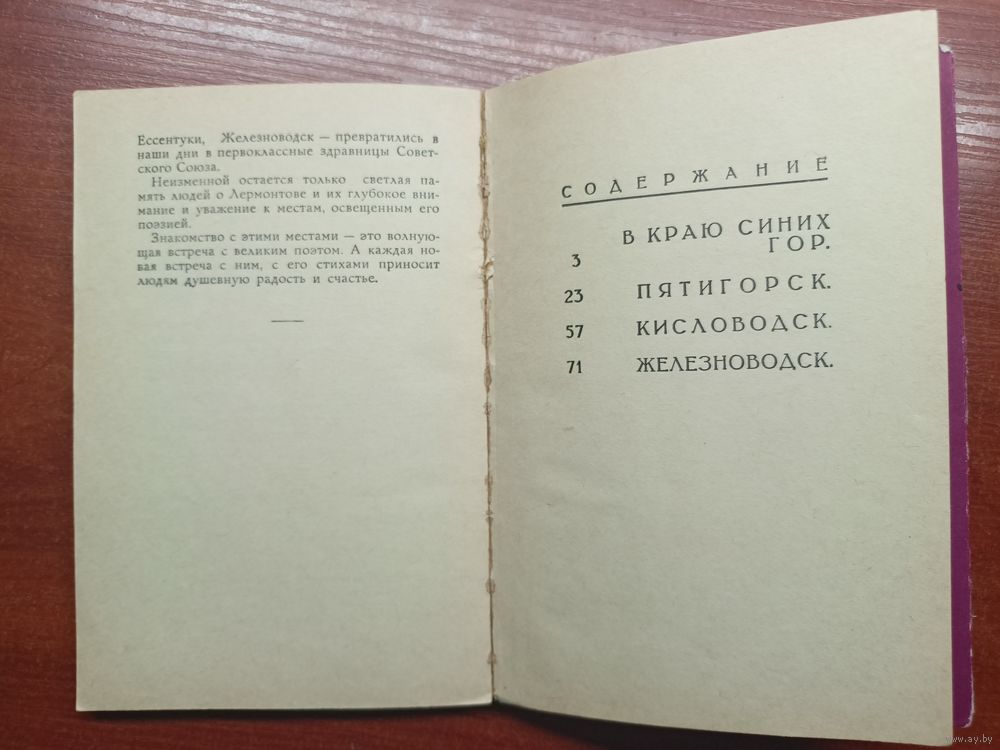 Ессентуки, Железноводск — превратились в
наши дни в первоклассные здравницы Совет-
ского Союза.
Неизменной остается только светлая па-
мять людей о Лермонтове и их глубокое вни-
мание и уважение к местам, освещенным его
поэзией.
Знакомство с этими местами — это волную-
щая встреча с великим поэтом. А каждая но-
вая встреча с ним, с его стихами приносит
людям душевную радость и счастье.
СОДЕРЖАНИЕ
В КРАЮ СИНИХ
3 ГОР.
23 ПЯТИГОРСК.
57 КИСЛОВОДСК.
71 ЖЕЛЕЗНОВОДСК.
www.ay.by